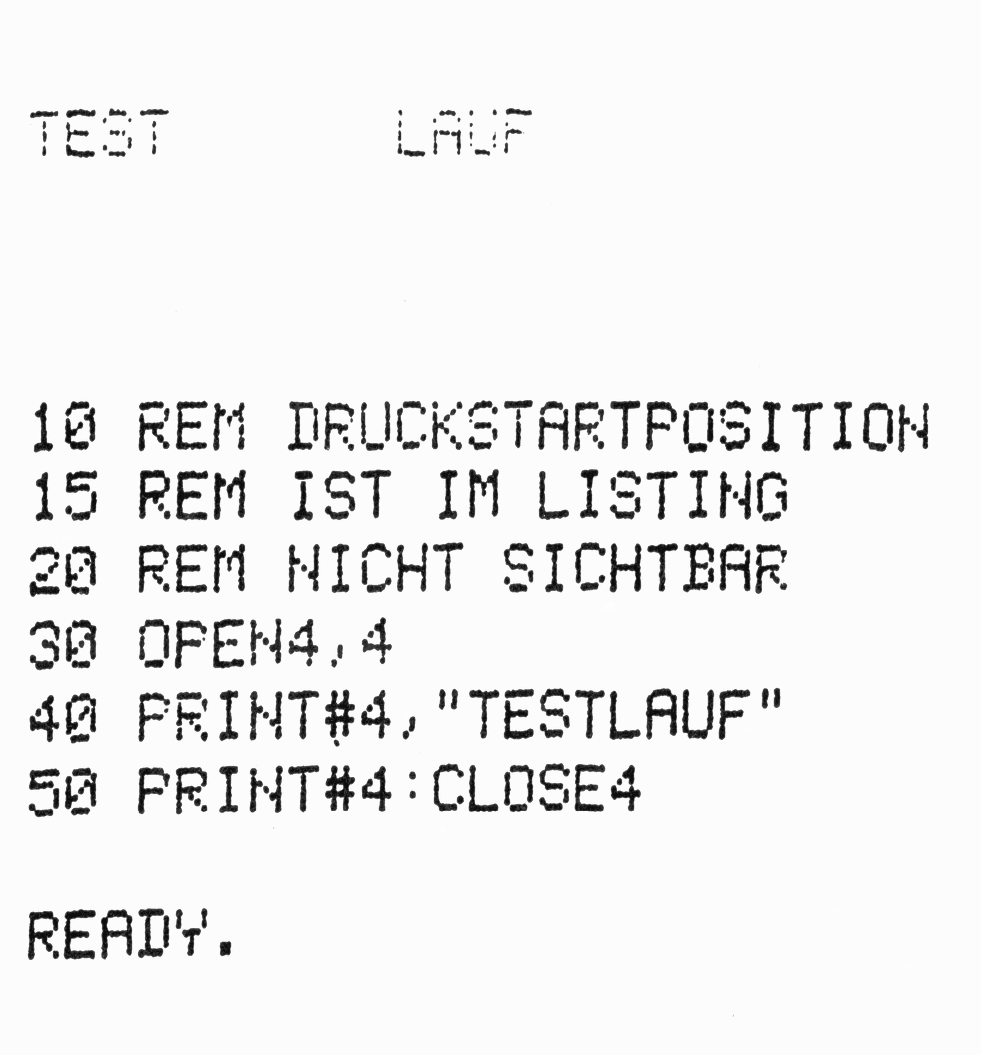 TEST LAUF
10 REM DRUCKSTARTPOSITION
15 REM IST IM LISTING
20 REM NICHT SICHTBAR
30 OPEN4,4
40 PRINT#4,"TESTLAUF"
50 PRINT#4:CLOSE4
READY.